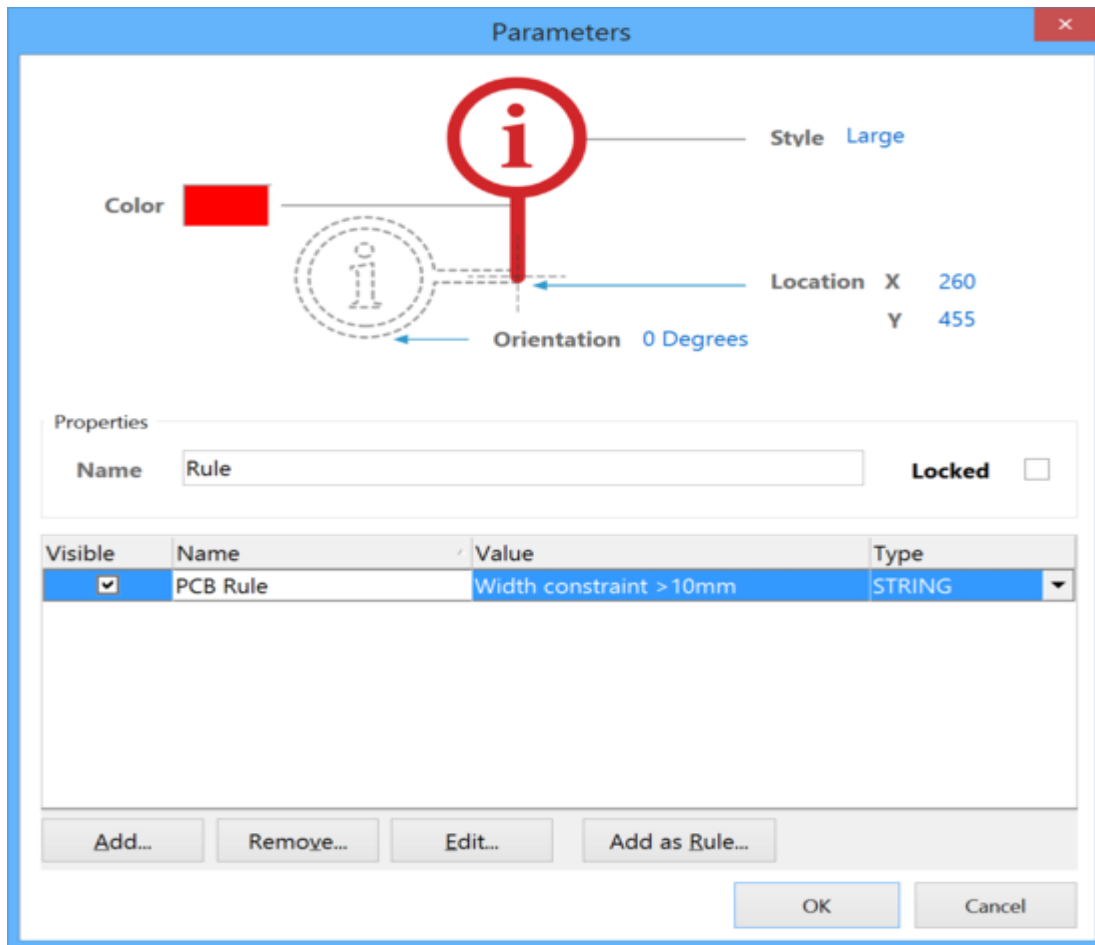 Parameters
i
Style Large
Color
i
Location X 260
Y 455
Orientation 0 Degrees
Properties
Name Rule Locked
Visible Name Value Type
PCB Rule Width constraint >10mm STRING
Add... Remove... Edit... Add as Rule...
OK Cancel